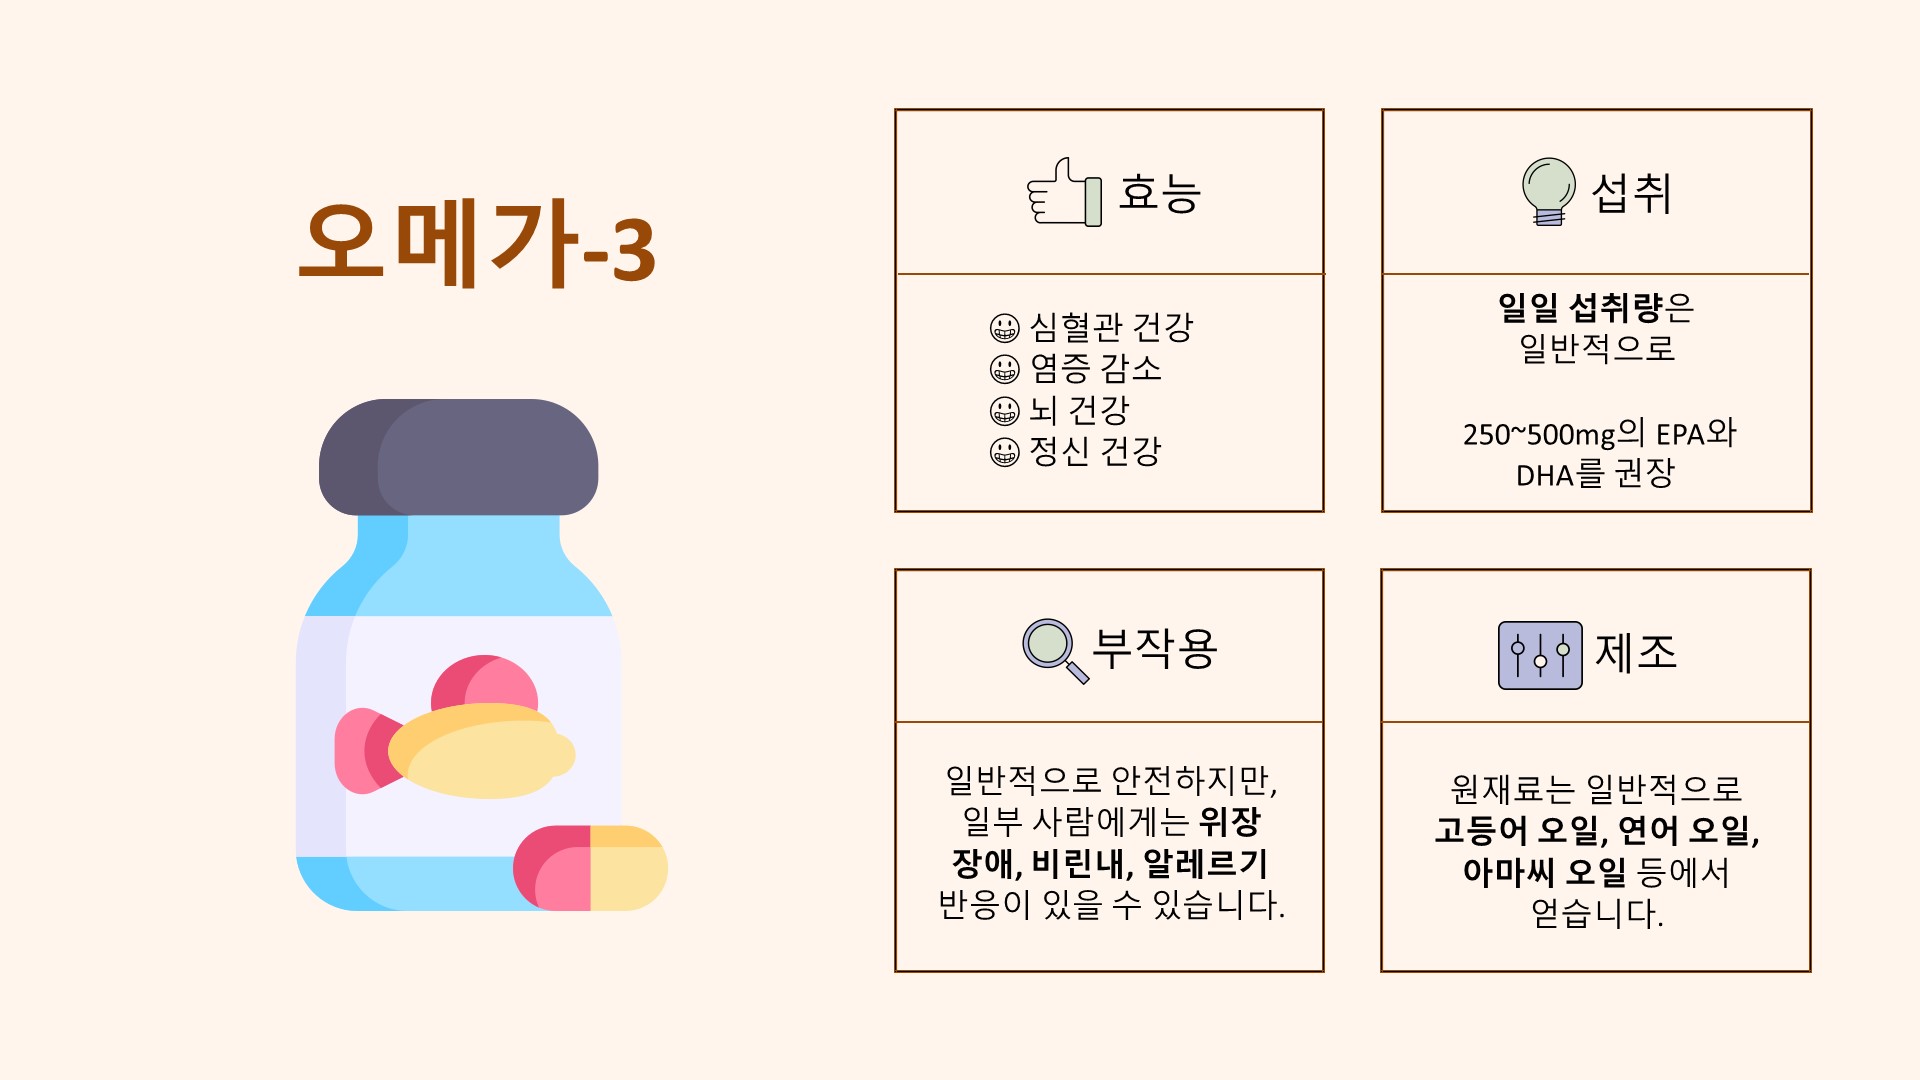 오메가-3
효능
😀 심혈관 건강
😀 염증 감소
😀 뇌 건강
😀 정신 건강
섭취
일일 섭취량은
일반적으로
250~500mg의 EPA와
DHA를 권장
부작용
일반적으로 안전하지만,
일부 사람에게는 위장
장애, 비린내, 알레르기
반응이 있을 수 있습니다.
제조
원재료는 일반적으로
고등어 오일, 연어 오일,
아마씨 오일 등에서
얻습니다.